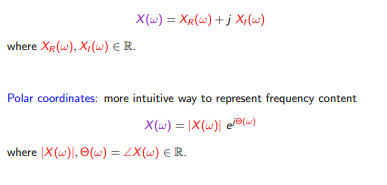 X(ω) = X_R(ω) + j X_I(ω)
where X_R(ω), X_I(ω) ∈ ℝ.
Polar coordinates: more intuitive way to represent frequency content
X(ω) = |X(ω)| e^{jΘ(ω)}
where |X(ω)|, Θ(ω) = ∠X(ω) ∈ ℝ.